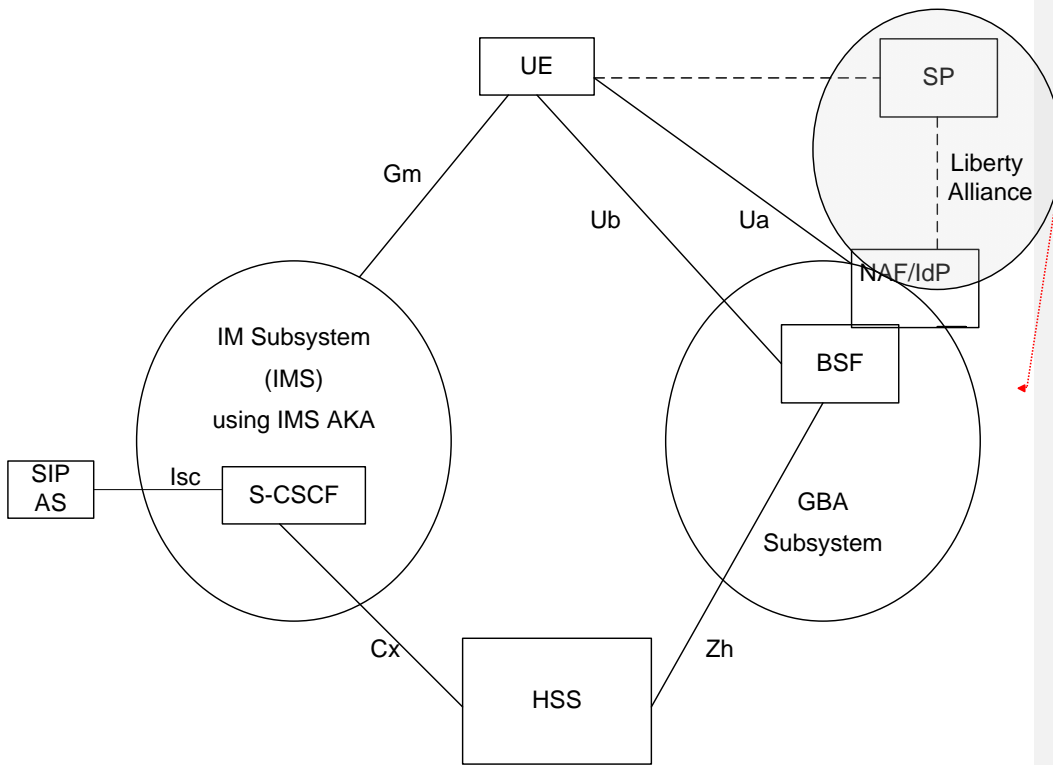 UE
SP
Gm
Liberty
Alliance
Ub
Ua
NAF/IdP
IM Subsystem
(IMS)
using IMS AKA
BSF
SIP
AS
Isc
S-CSCF
GBA
Subsystem
Cx
Zh
HSS